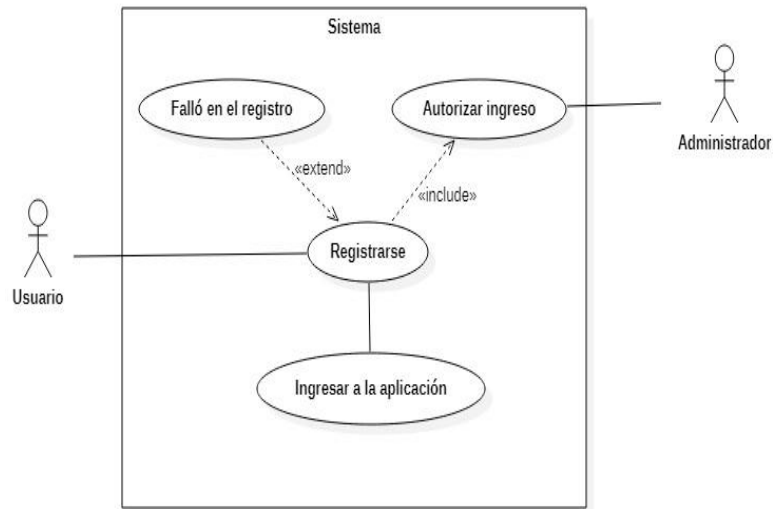 Sistema
Falló en el registro
Autorizar ingreso
Administrador
«extend»
«include»
Registrarse
Usuario
Ingresar a la aplicación